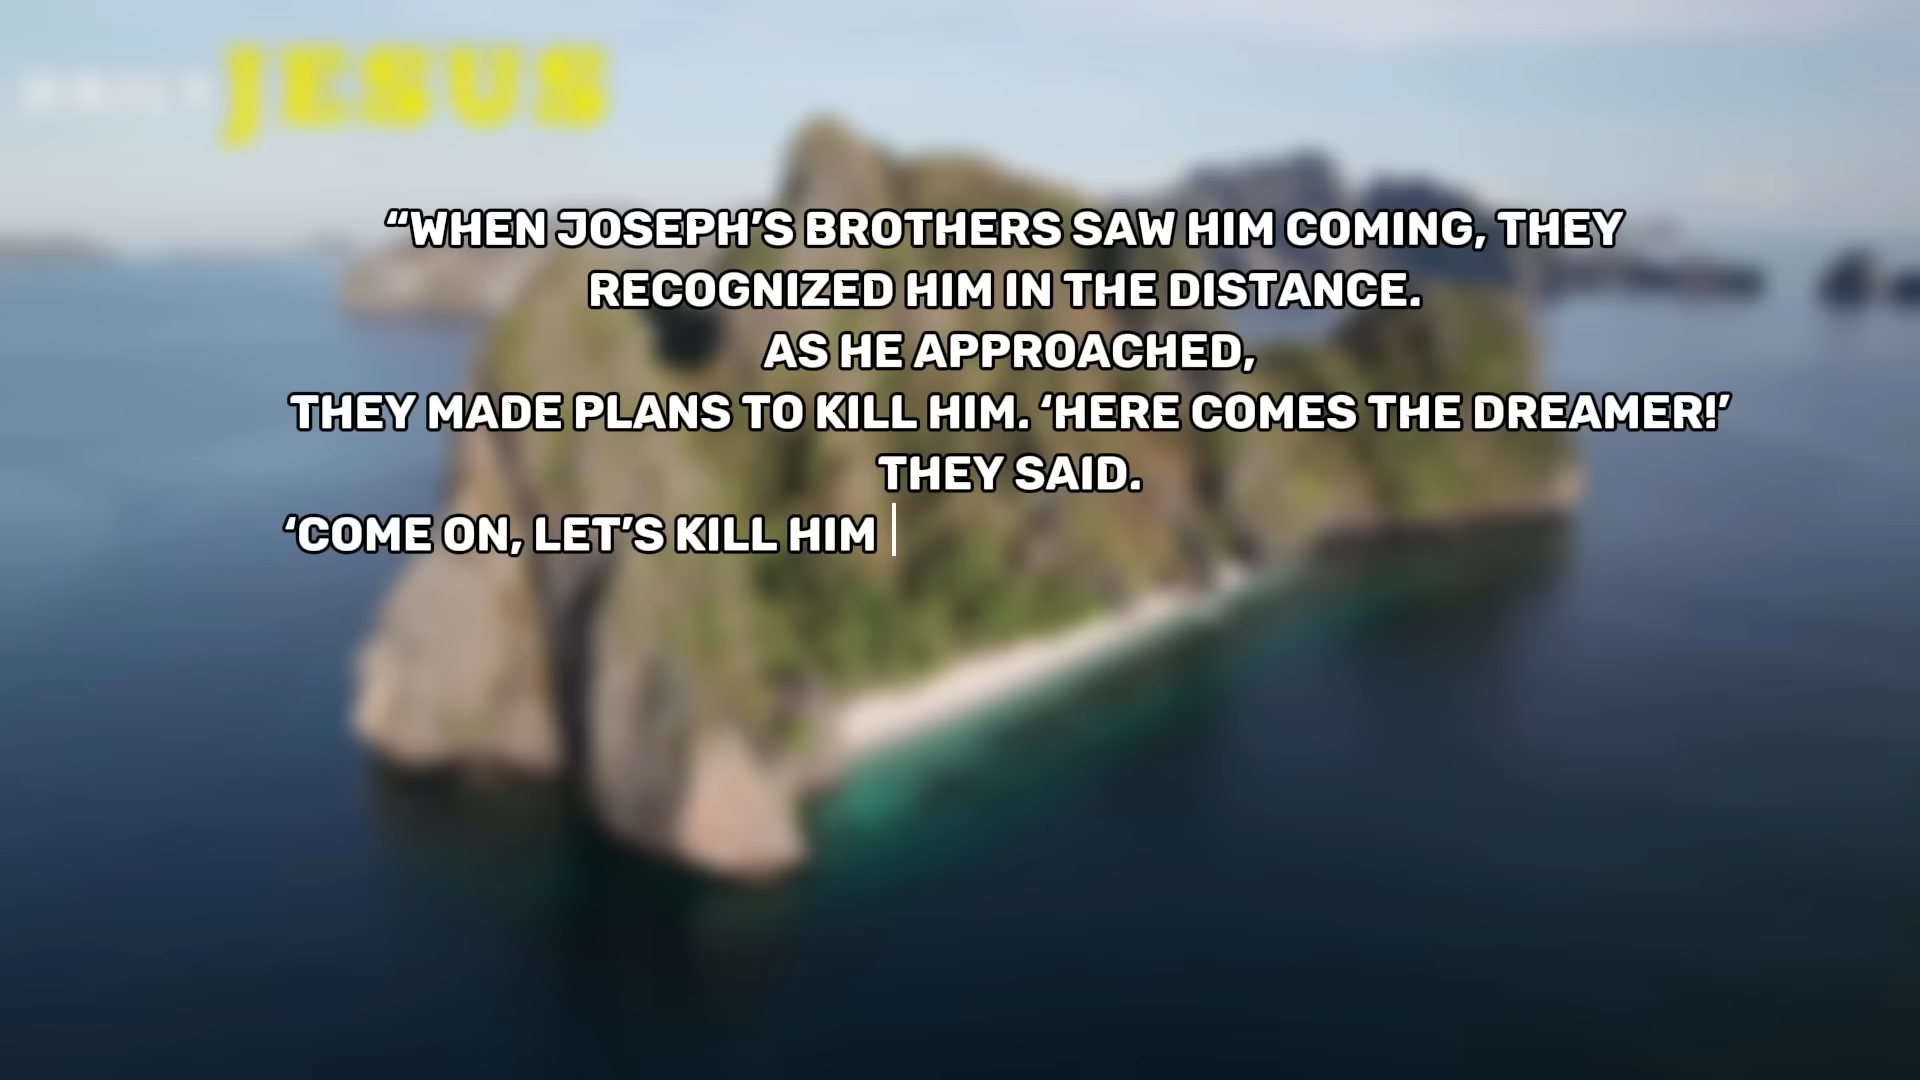 JESUS
“WHEN JOSEPH’S BROTHERS SAW HIM COMING, THEY
RECOGNIZED HIM IN THE DISTANCE.
AS HE APPROACHED,
THEY MADE PLANS TO KILL HIM. ‘HERE COMES THE DREAMER!’
THEY SAID.
‘COME ON, LET’S KILL HIM